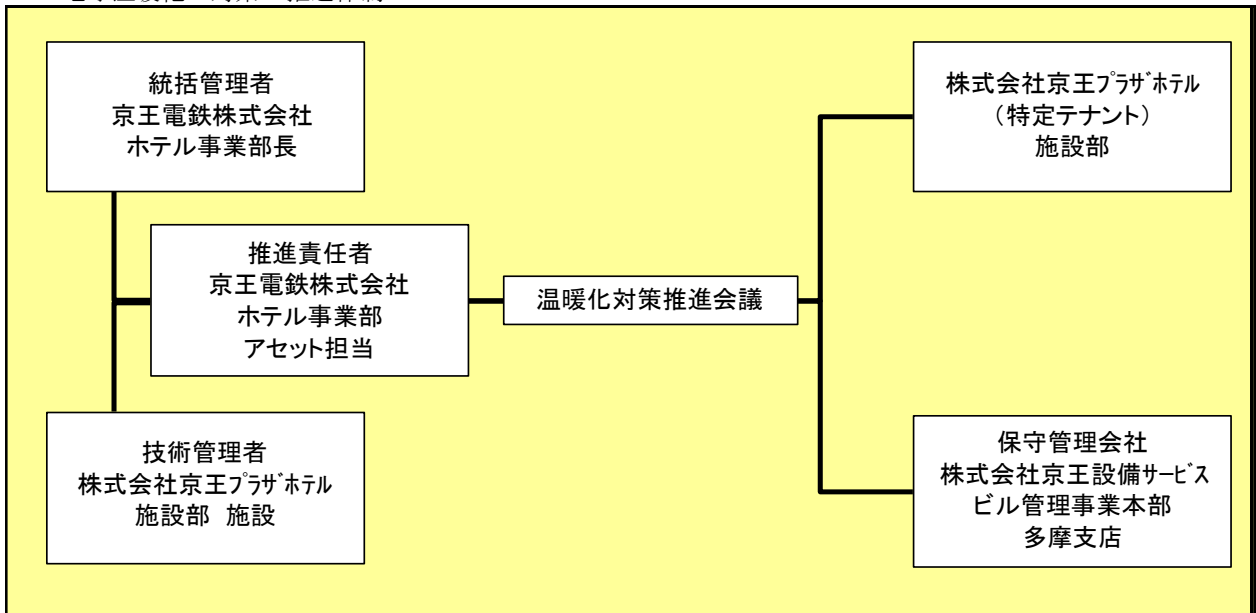 統括管理者
京王電鉄株式会社
ホテル事業部長
推進責任者
京王電鉄株式会社
ホテル事業部
アセット担当
技術管理者
株式会社京王ﾌﾟﾗｻﾞﾎﾃﾙ
施設部 施設
温暖化対策推進会議
株式会社京王ﾌﾟﾗｻﾞﾎﾃﾙ
（特定テナント）
施設部
保守管理会社
株式会社京王設備ｻｰﾋﾞｽ
ビル管理事業本部
多摩支店